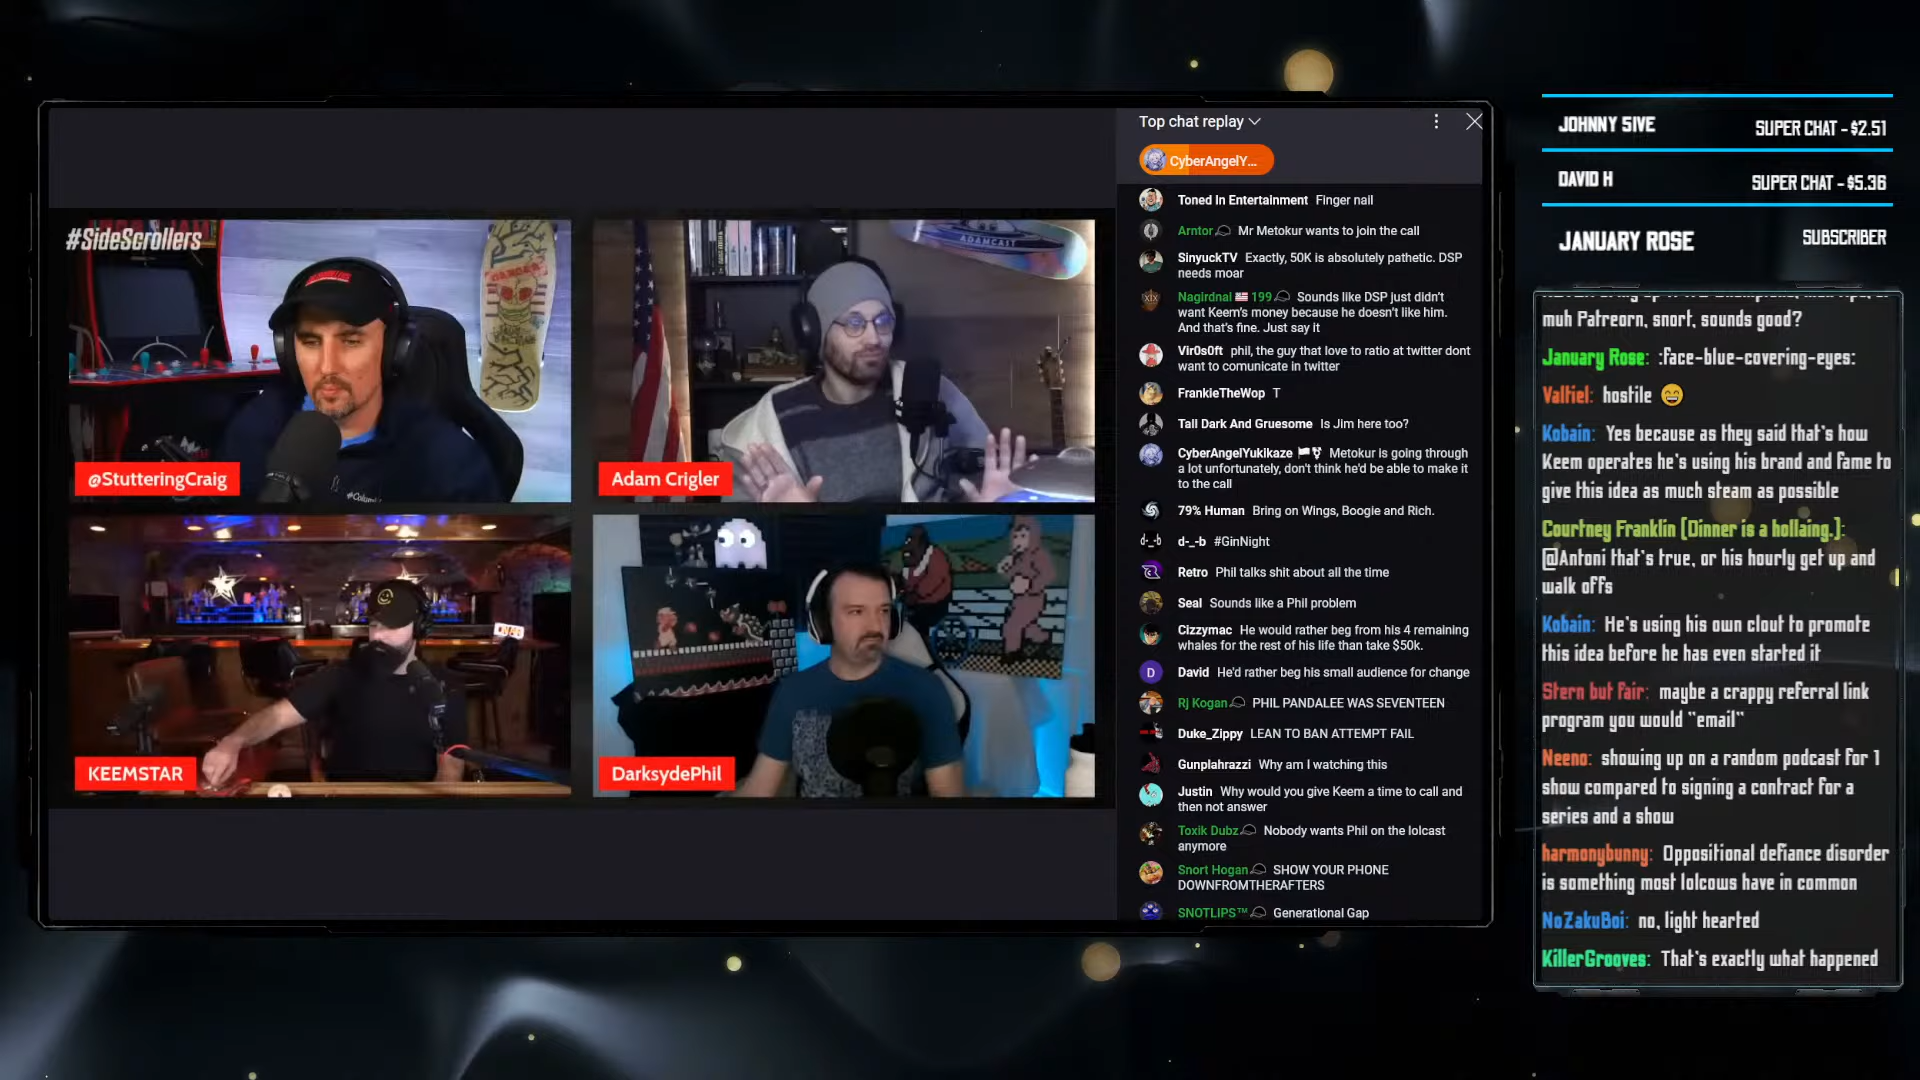 #SideScrollers
ADAMCAST
@StutteringCraig
Adam Crigler
ON AIR
KEEMSTAR
DarksydePhil
Top chat replay
CyberAngelY...
Toned In Entertainment Finger nail
Arntor Mr Metokur wants to join the call
SinyuckTV Exactly, 50K is absolutely pathetic. DSP
needs moar
Nagirdnal 🇺🇸 199 Sounds like DSP just didn't
want Keem's money because he doesn't like him.
And that's fine. Just say it
Vir0s0ft phil, the guy that love to ratio at twitter dont
want to comunicate in twitter
FrankieTheWop T
Tall Dark And Gruesome Is Jim here too?
CyberAngelYukikaze 🏳⚧ Metokur is going through
a lot unfortunately, don't think he'd be able to make it
to the call
79% Human Bring on Wings, Boogie and Rich.
d-_-b #GinNight
Retro Phil talks shit about all the time
Seal Sounds like a Phil problem
Cizzymac He would rather beg from his 4 remaining
whales for the rest of his life than take $50k.
D
David He'd rather beg his small audience for change
Rj Kogan PHIL PANDALEE WAS SEVENTEEN
Duke_Zippy LEAN TO BAN ATTEMPT FAIL
Gunplahrazzi Why am I watching this
Justin Why would you give Keem a time to call and
then not answer
Toxik Dubz Nobody wants Phil on the lolcast
anymore
Snort Hogan SHOW YOUR PHONE
DOWNFROMTHERAFTERS
SNOTLIPS™ Generational Gap
JOHNNY 5IVE SUPER CHAT - $2.51
DAVID H SUPER CHAT - $5.36
JANUARY ROSE SUBSCRIBER
muh Patreorn, snort, sounds good?
January Rose: :face-blue-covering-eyes:
Valfiel: hostile 😄
Kobain: Yes because as they said that's how
Keem operates he's using his brand and fame to
give this idea as much steam as possible
Courtney Franklin (Dinner is a hollaing.):
@Antoni that's true, or his hourly get up and
walk offs
Kobain: He's using his own clout to promote
this idea before he has even started it
Stern but fair: maybe a crappy referral link
program you would "email"
Neeno: showing up on a random podcast for 1
show compared to signing a contract for a
series and a show
harmonybunny: Oppositional defiance disorder
is something most lolcows have in common
NoZakuBoi: no, light hearted
KillerGrooves: That's exactly what happened